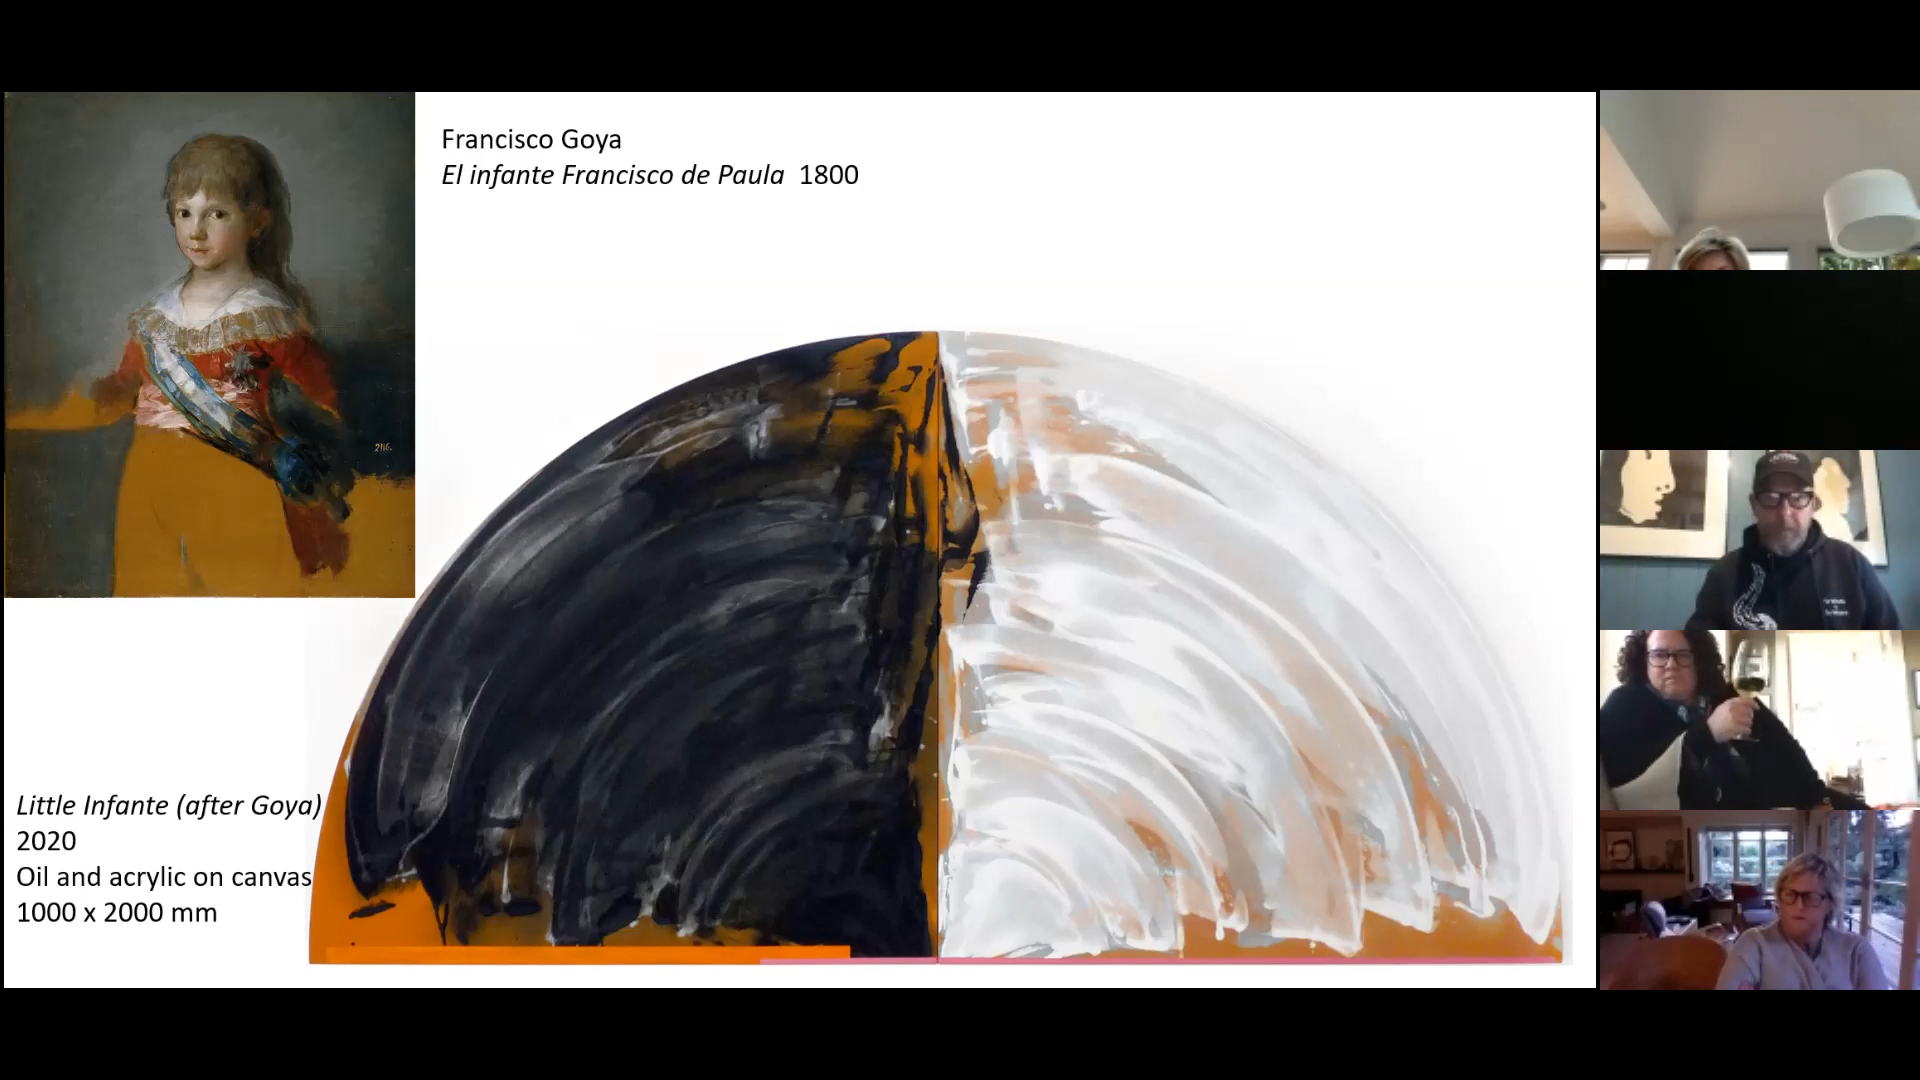 Francisco Goya
El infante Francisco de Paula 1800
2116.
Little Infante (after Goya)
2020
Oil and acrylic on canvas
1000 x 2000 mm